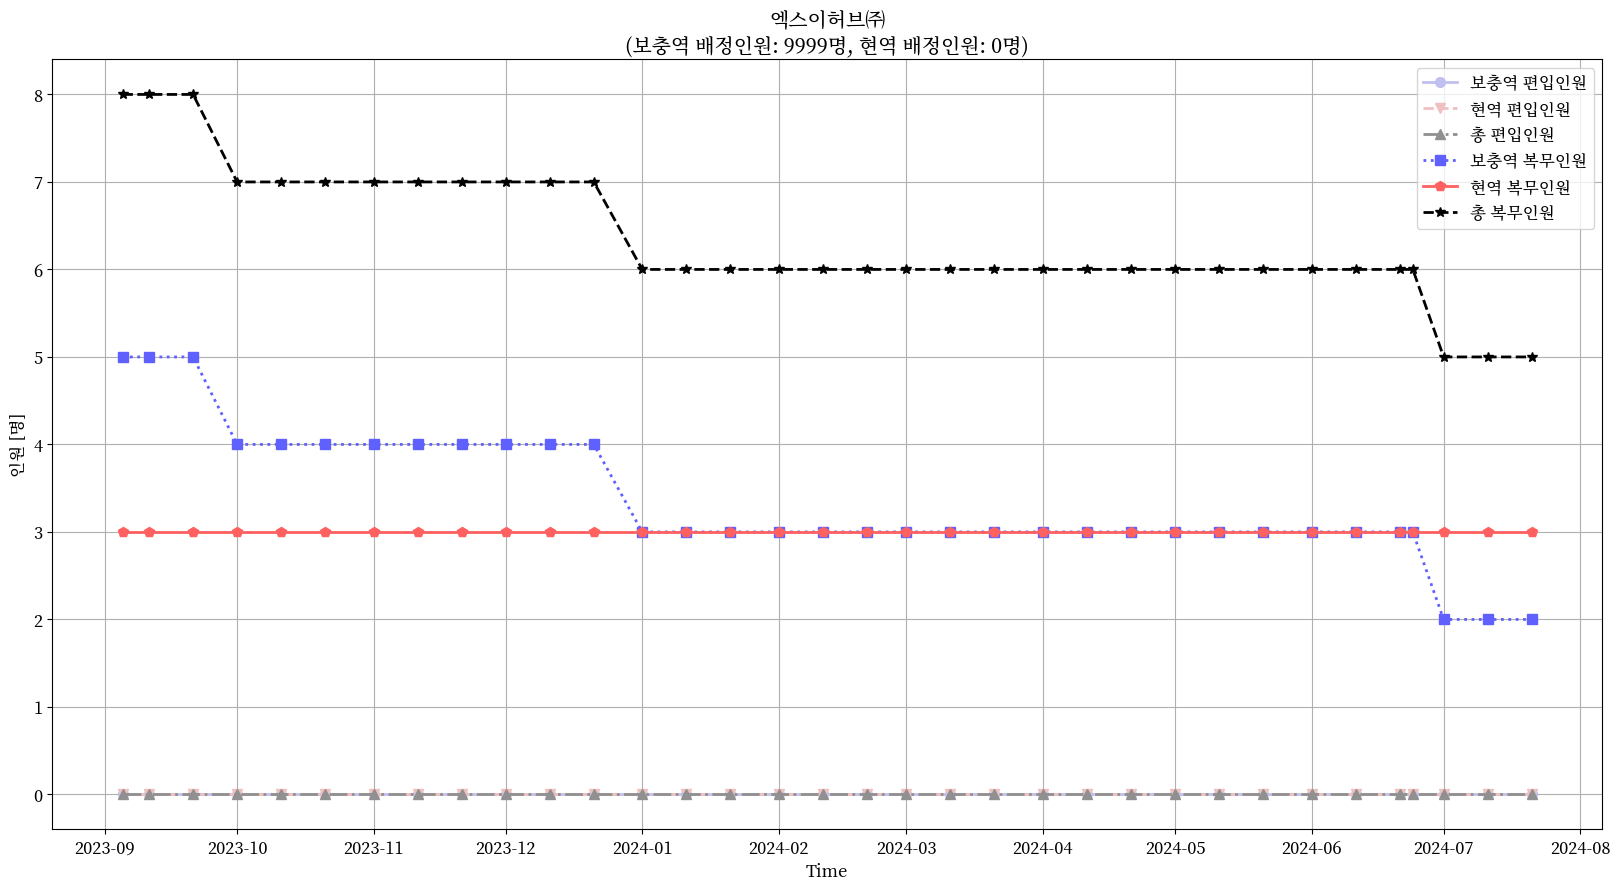 엑스이허브㈜
(보충역 배정인원: 9999명, 현역 배정인원: 0명)
보충역 편입인원
현역 편입인원
총 편입인원
보충역 복무인원
현역 복무인원
총 복무인원
인원 [명]
8
7
6
5
4
3
2
1
0
2023-09
2023-10
2023-11
2023-12
2024-01
2024-02
2024-03
2024-04
2024-05
2024-06
2024-07
2024-08
Time